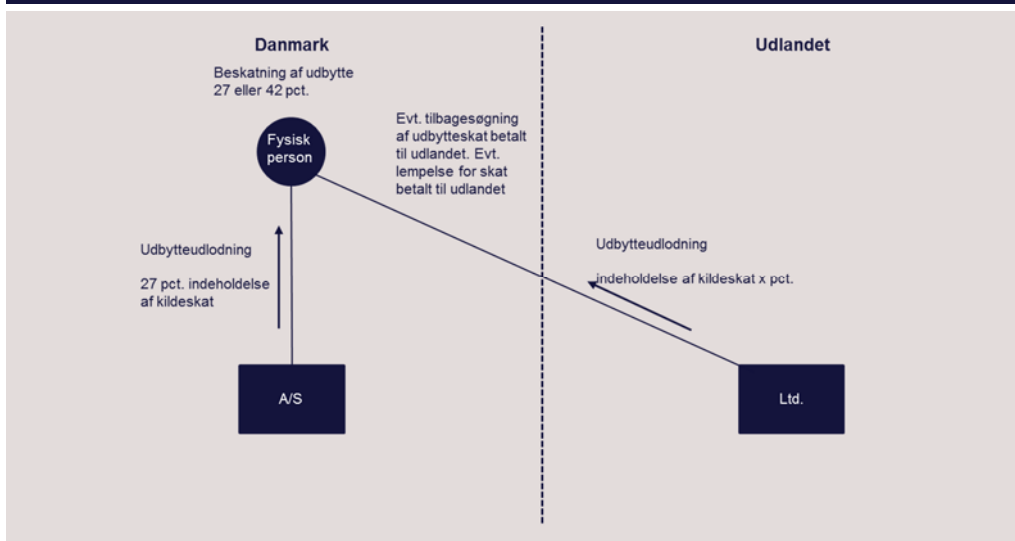 Danmark
Udlandet
Beskatning af udbytte
27 eller 42 pct.
Fysisk
person
Evt. tilbagesøgning
af udbytteskat betalt
til udlandet. Evt.
lempelse for skat
betalt til udlandet
Udbytteudlodning
27 pct. indeholdelse
af kildeskat
Udbytteudlodning
indeholdelse af kildeskat x pct.
A/S
Ltd.